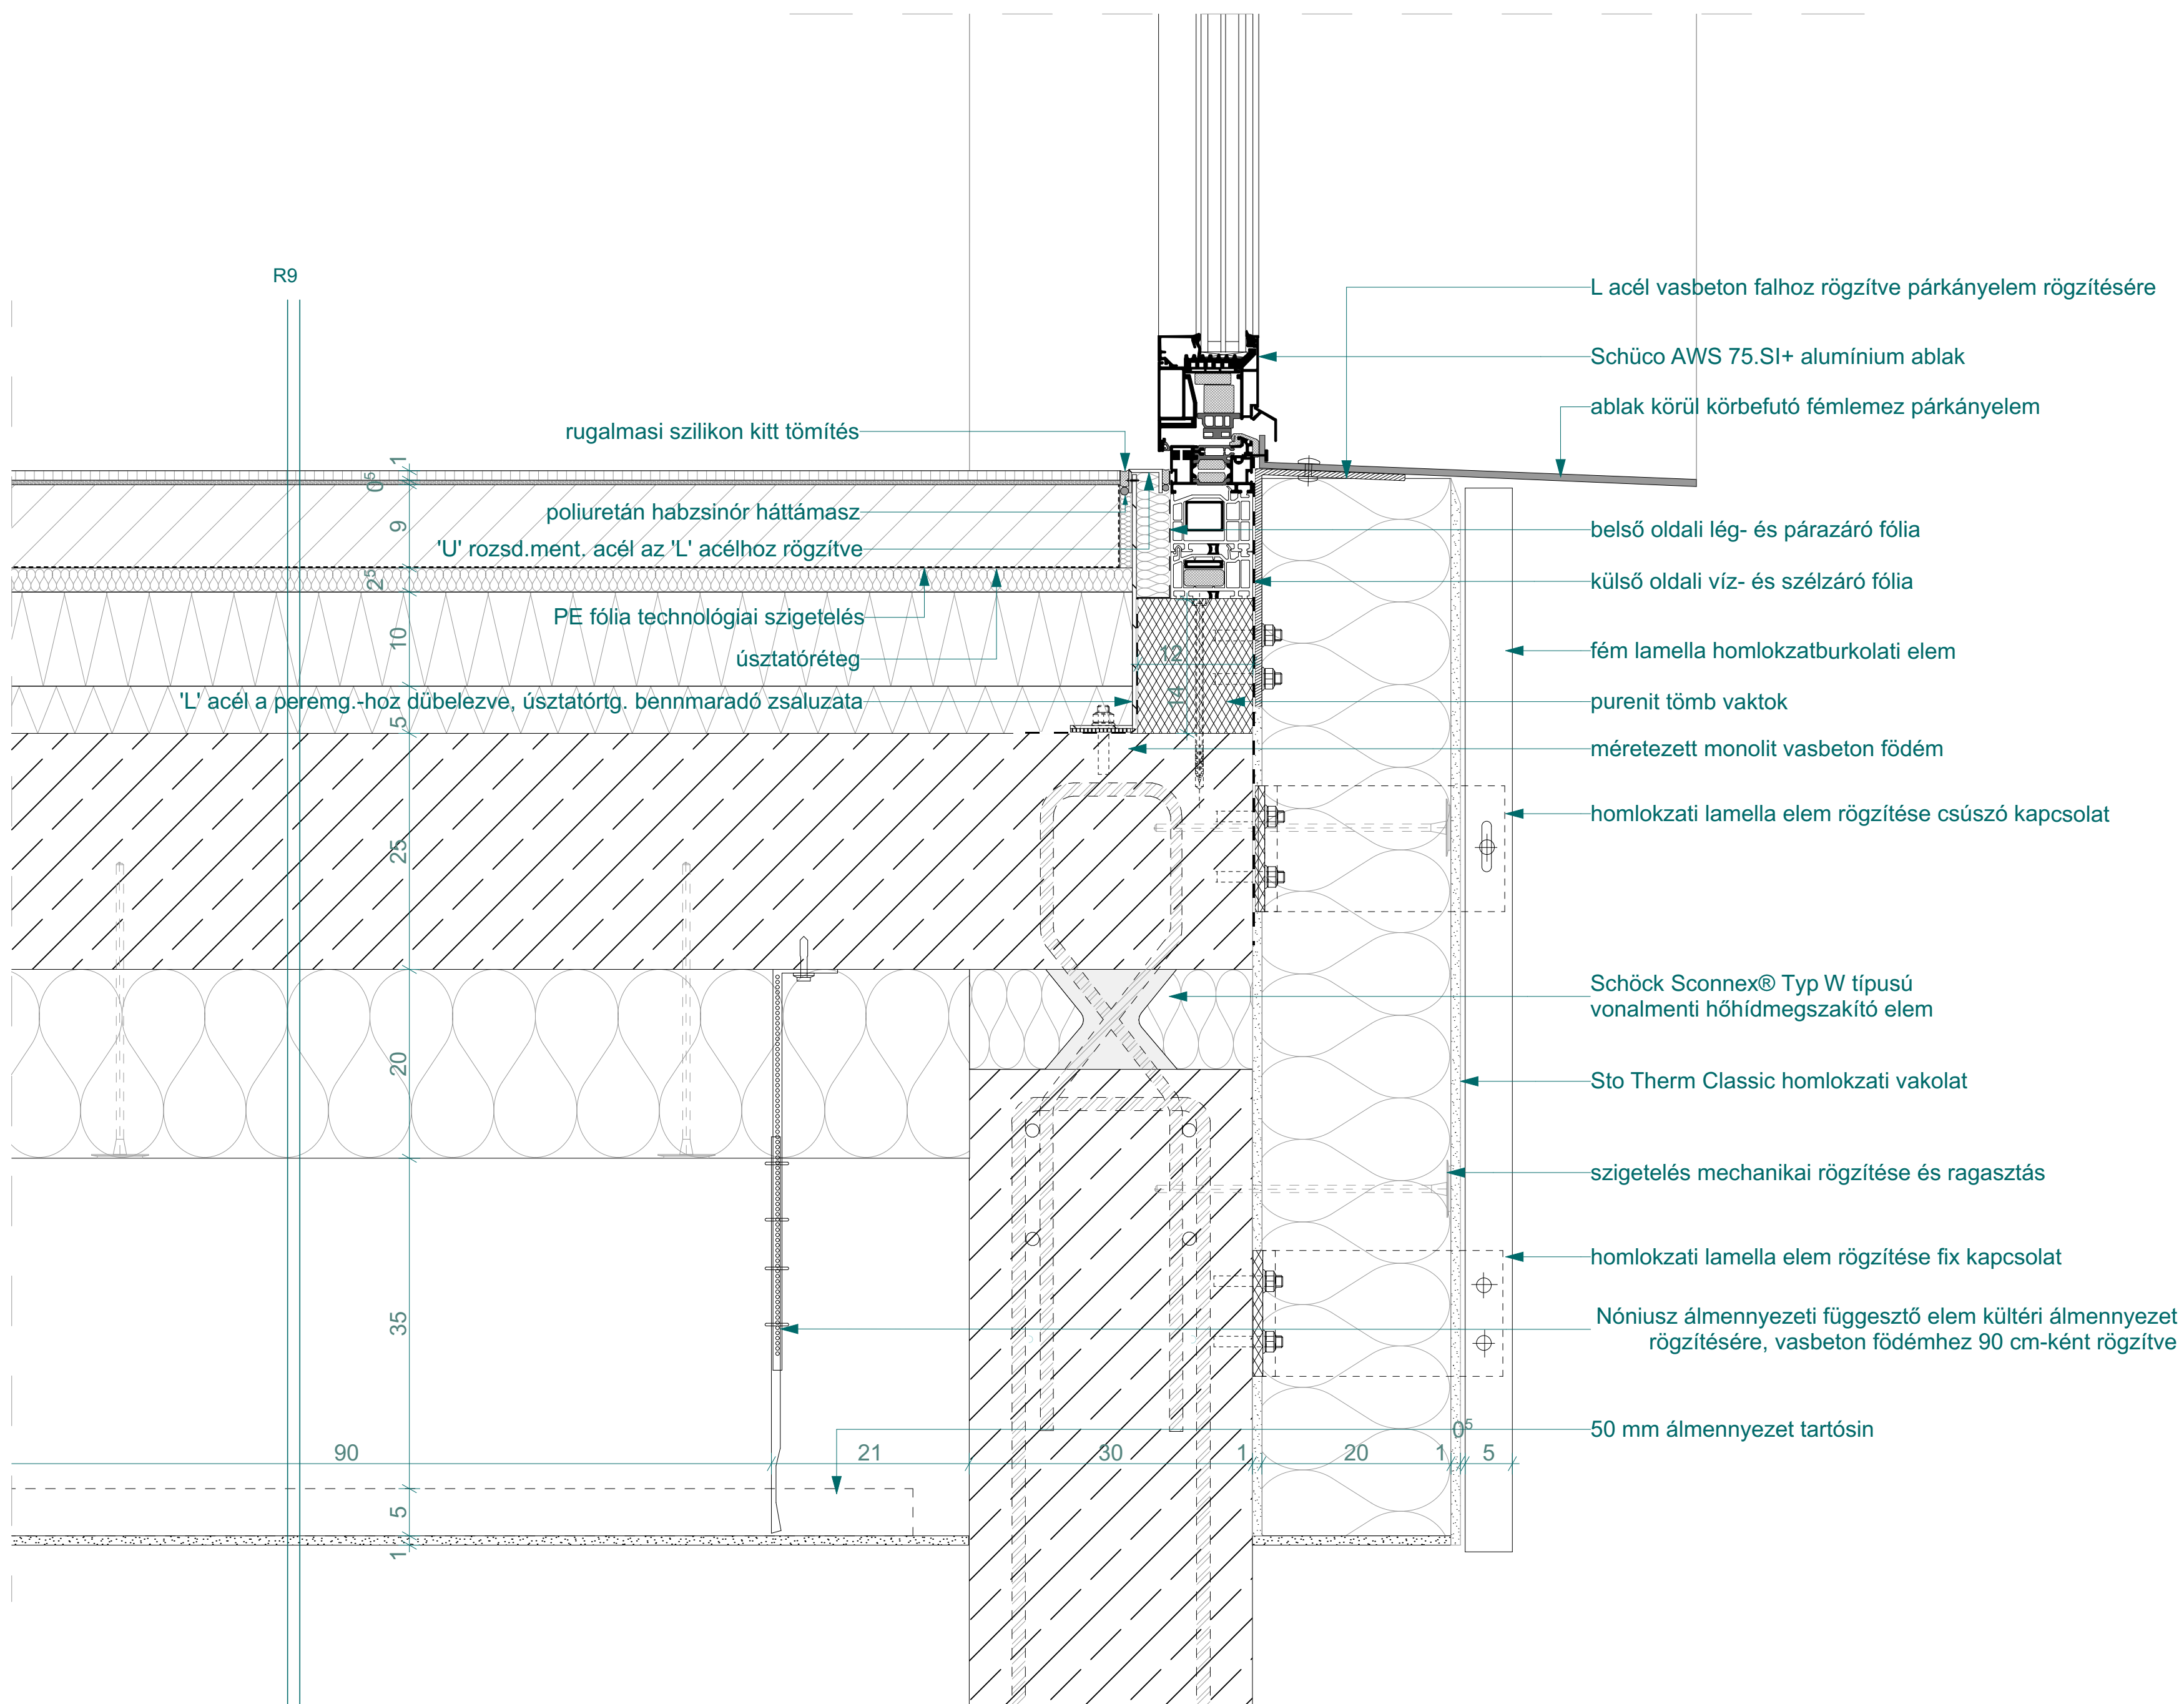 R9
L acél vasbeton falhoz rögzítve párkányelem rögzítésére
Schüco AWS 75.SI+ alumínium ablak
ablak körül körbefutó fémlemez párkányelem
rugalmasi szilikon kitt tömítés
1
0⁵
poliuretán habzsinór háttámasz
9
belső oldali lég- és párazáró fólia
'U' rozsd.ment. acél az 'L' acélhoz rögzítve
2⁵
külső oldali víz- és szélzáró fólia
PE fólia technológiai szigetelés
10
12
fém lamella homlokzatburkolati elem
úsztatóréteg
'L' acél a peremg.-hoz dübelezve, úsztatórtg. bennmaradó zsaluzata
14
purenit tömb vaktok
5
méretezett monolit vasbeton födém
homlokzati lamella elem rögzítése csúszó kapcsolat
25
Schöck Sconnex® Typ W típusú
vonalmenti hőhídmegszakító elem
20
Sto Therm Classic homlokzati vakolat
szigetelés mechanikai rögzítése és ragasztás
homlokzati lamella elem rögzítése fix kapcsolat
35
Nóniusz álmennyezeti függesztő elem kültéri álmennyezet
rögzítésére, vasbeton födémhez 90 cm-ként rögzítve
50 mm álmennyezet tartósin
0⁵
90
21
30
1
20
1
5
5
1